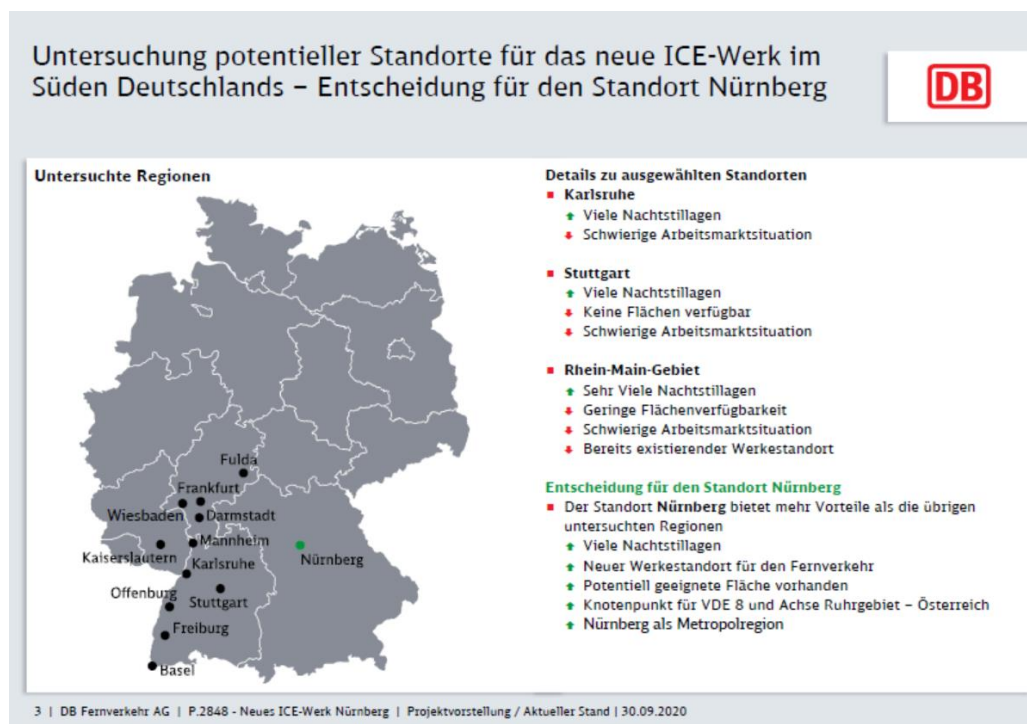 Untersuchung potentieller Standorte für das neue ICE-Werk im
Süden Deutschlands – Entscheidung für den Standort Nürnberg
DB
Untersuchte Regionen
Fulda
Frankfurt
Wiesbaden
Darmstadt
Mannheim
Kaiserslautern
Nürnberg
Karlsruhe
Offenburg
Stuttgart
Freiburg
Basel
Details zu ausgewählten Standorten
Karlsruhe
Viele Nachtstillagen
Schwierige Arbeitsmarktsituation
Stuttgart
Viele Nachtstillagen
Keine Flächen verfügbar
Schwierige Arbeitsmarktsituation
Rhein-Main-Gebiet
Sehr Viele Nachtstillagen
Geringe Flächenverfügbarkeit
Schwierige Arbeitsmarktsituation
Bereits existierender Werkestandort
Entscheidung für den Standort Nürnberg
Der Standort Nürnberg bietet mehr Vorteile als die übrigen
untersuchten Regionen
Viele Nachtstillagen
Neuer Werkestandort für den Fernverkehr
Potentiell geeignete Fläche vorhanden
Knotenpunkt für VDE 8 und Achse Ruhrgebiet – Österreich
Nürnberg als Metropolregion
3 | DB Fernverkehr AG | P.2848 - Neues ICE-Werk Nürnberg | Projektvorstellung / Aktueller Stand | 30.09.2020